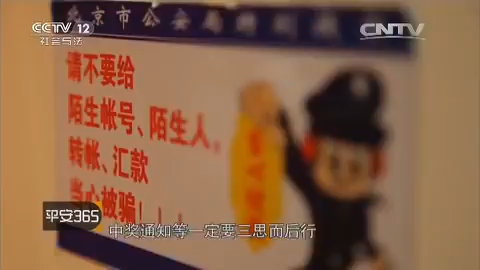 CCTV 12
社会与法
CNTV
北京市公安局
请不要给
陌生帐号、陌生人，
转帐、汇款
当心被骗！！！
平安365
中奖通知等一定要三思而后行